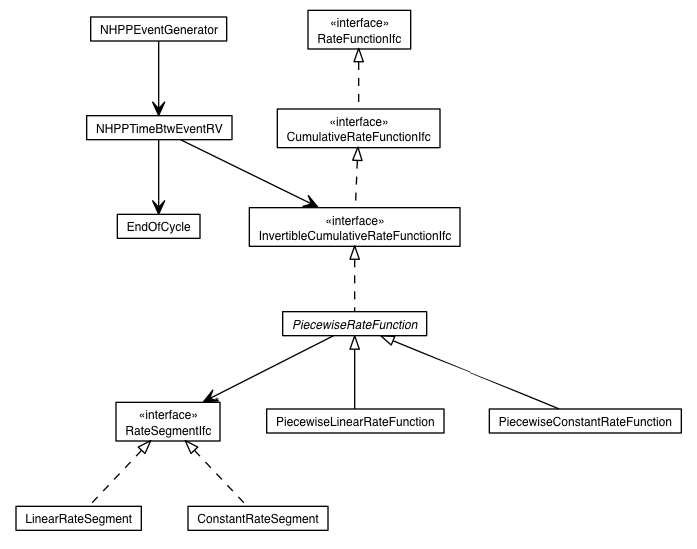 NHPPEventGenerator
«interface»
RateFunctionIfc
NHPPTimeBtwEventRV
«interface»
CumulativeRateFunctionIfc
EndOfCycle
«interface»
InvertibleCumulativeRateFunctionIfc
PiecewiseRateFunction
«interface»
RateSegmentIfc
PiecewiseLinearRateFunction
PiecewiseConstantRateFunction
LinearRateSegment
ConstantRateSegment